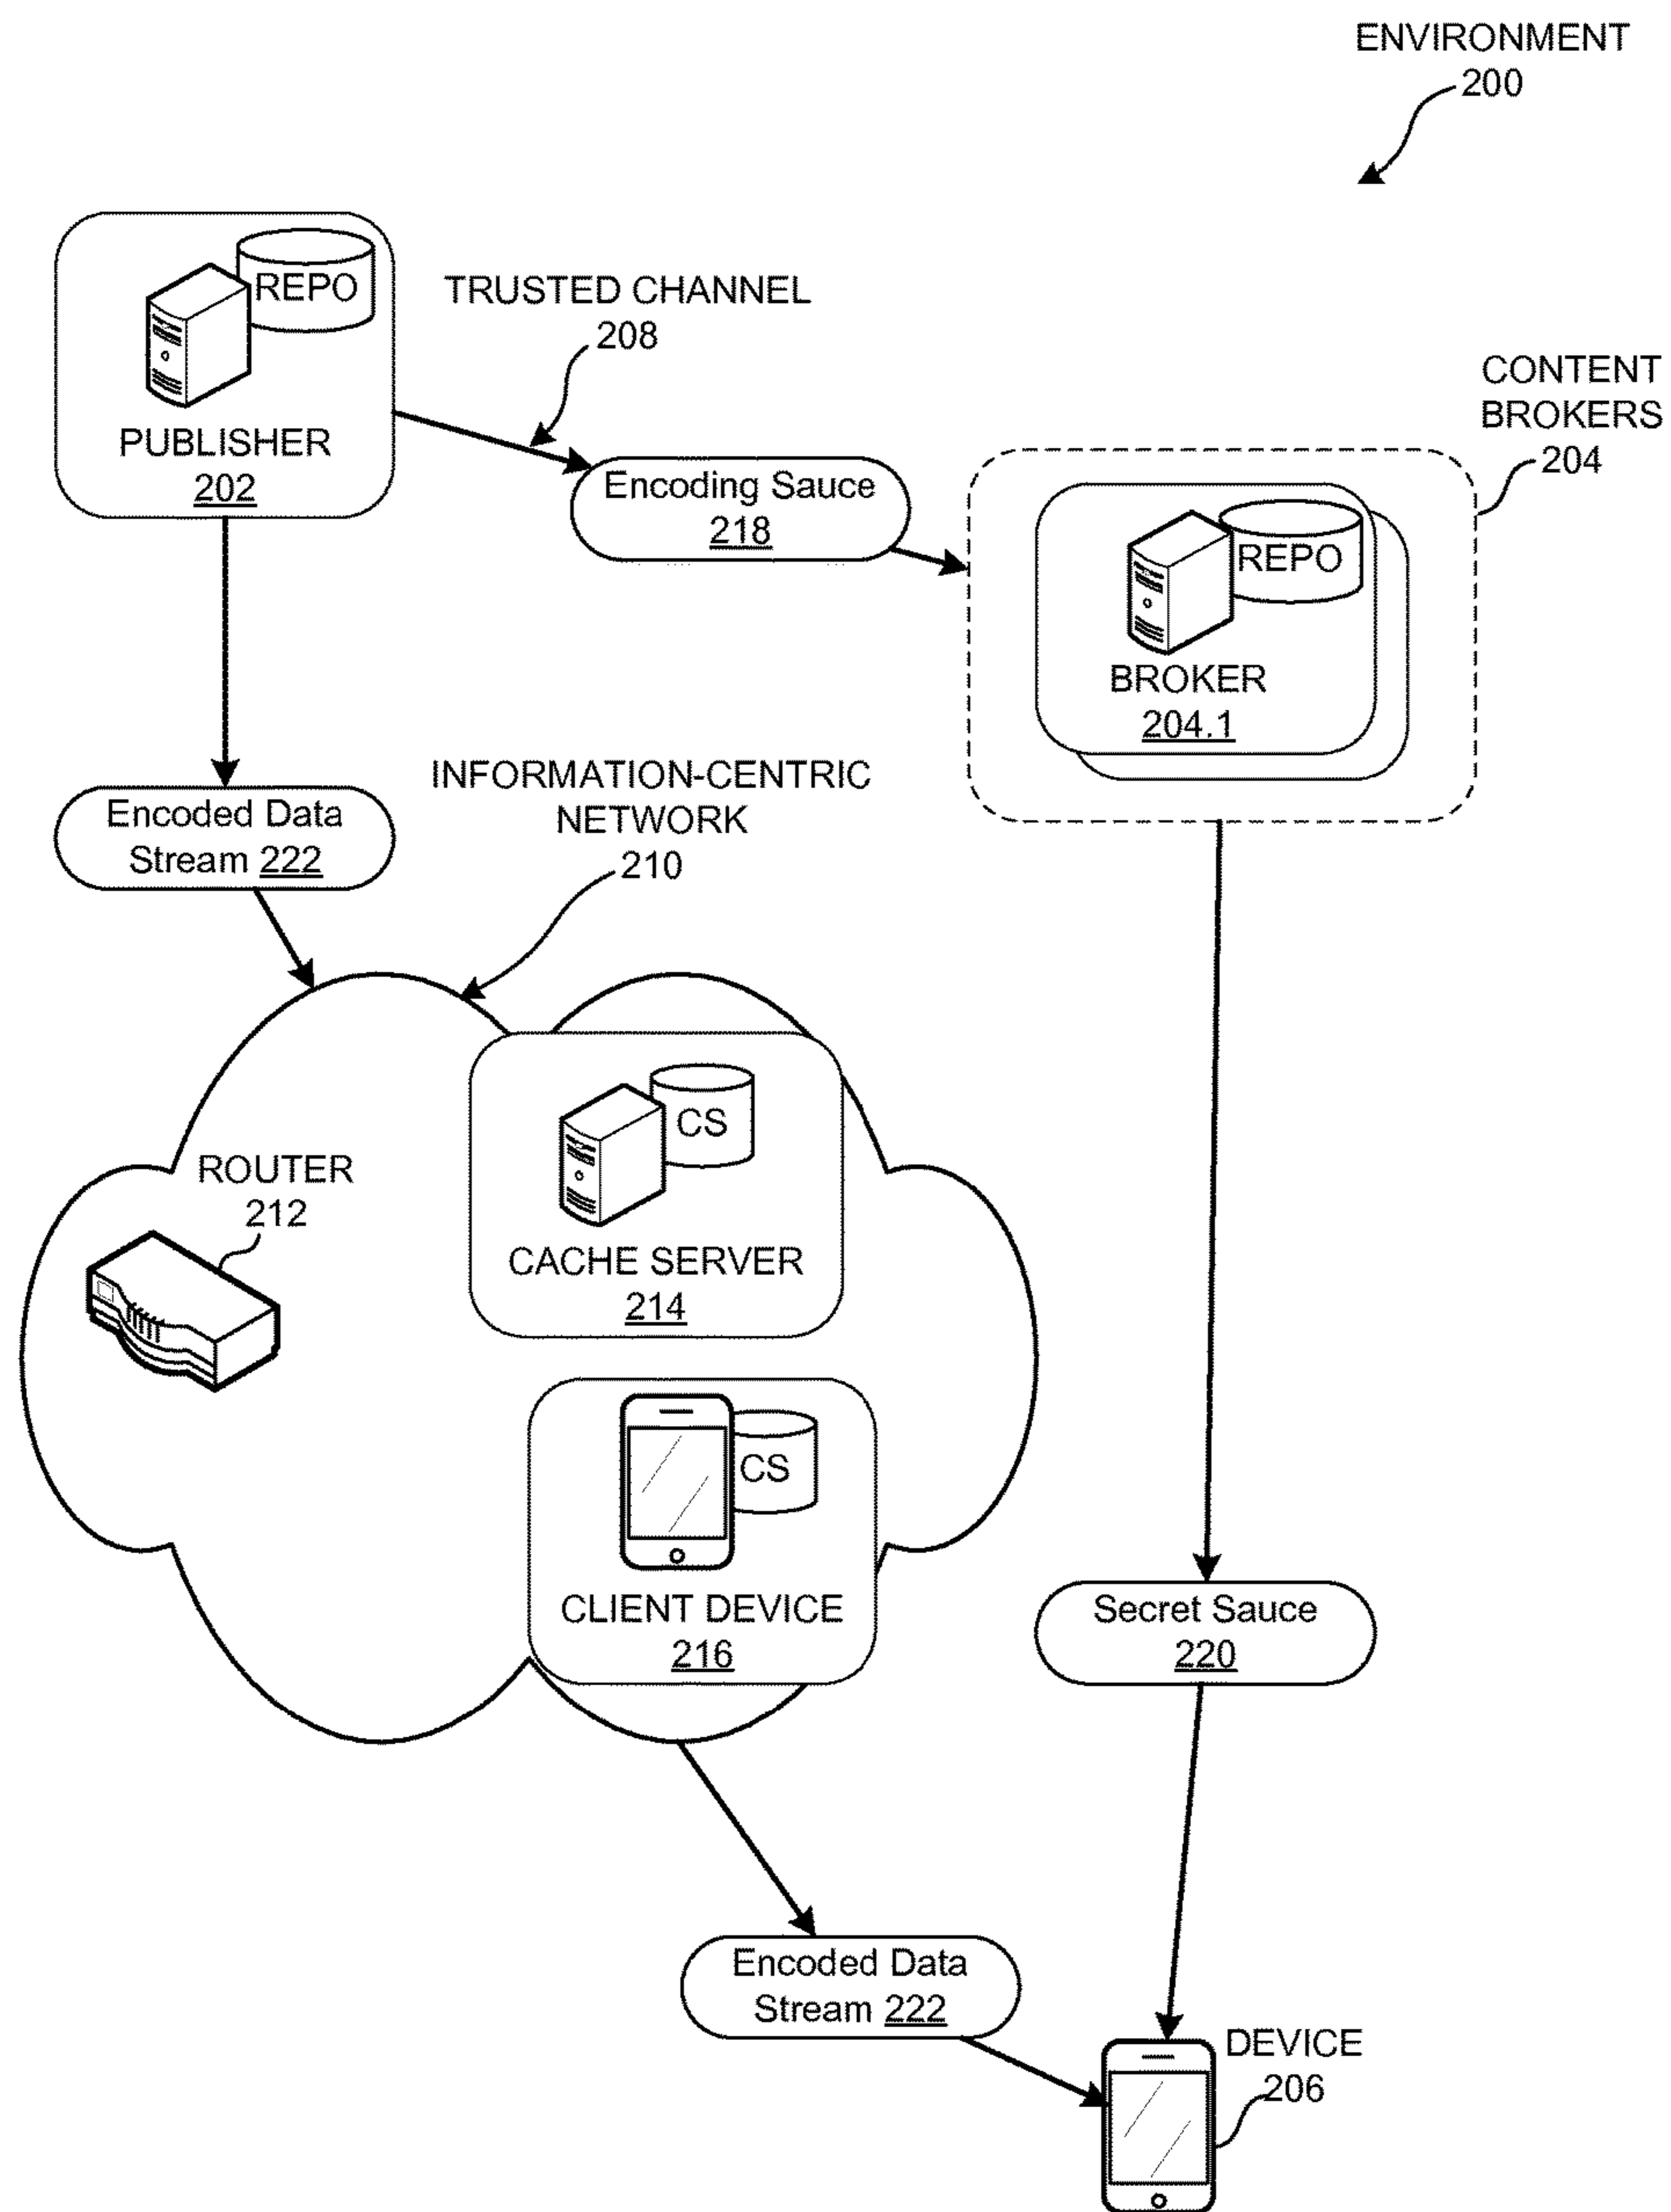 ENVIRONMENT
200
REPO
PUBLISHER
202
TRUSTED CHANNEL
208
Encoding Sauce
218
CONTENT
BROKERS
204
REPO
BROKER
204.1
Encoded Data
Stream 222
INFORMATION-CENTRIC
NETWORK
210
CS
CACHE SERVER
214
ROUTER
212
CS
CLIENT DEVICE
216
Secret Sauce
220
Encoded Data
Stream 222
DEVICE
206